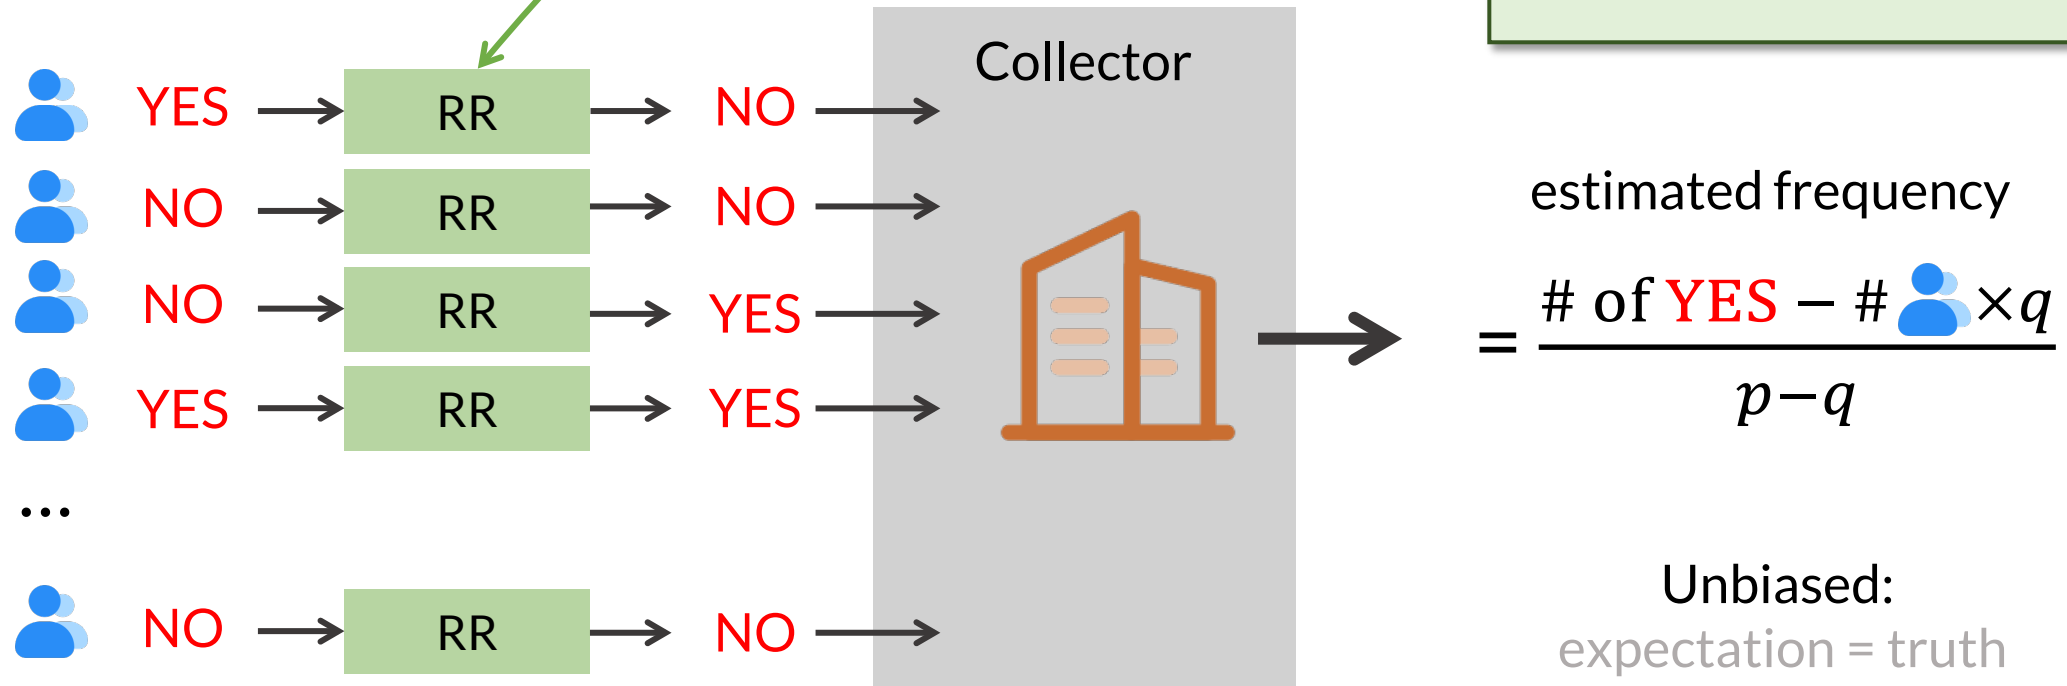 Collector
YES RR NO
NO RR NO
NO RR YES
YES RR YES
...
NO RR NO
estimated frequency
= # of YES − # ×q
p−q
Unbiased:
expectation = truth